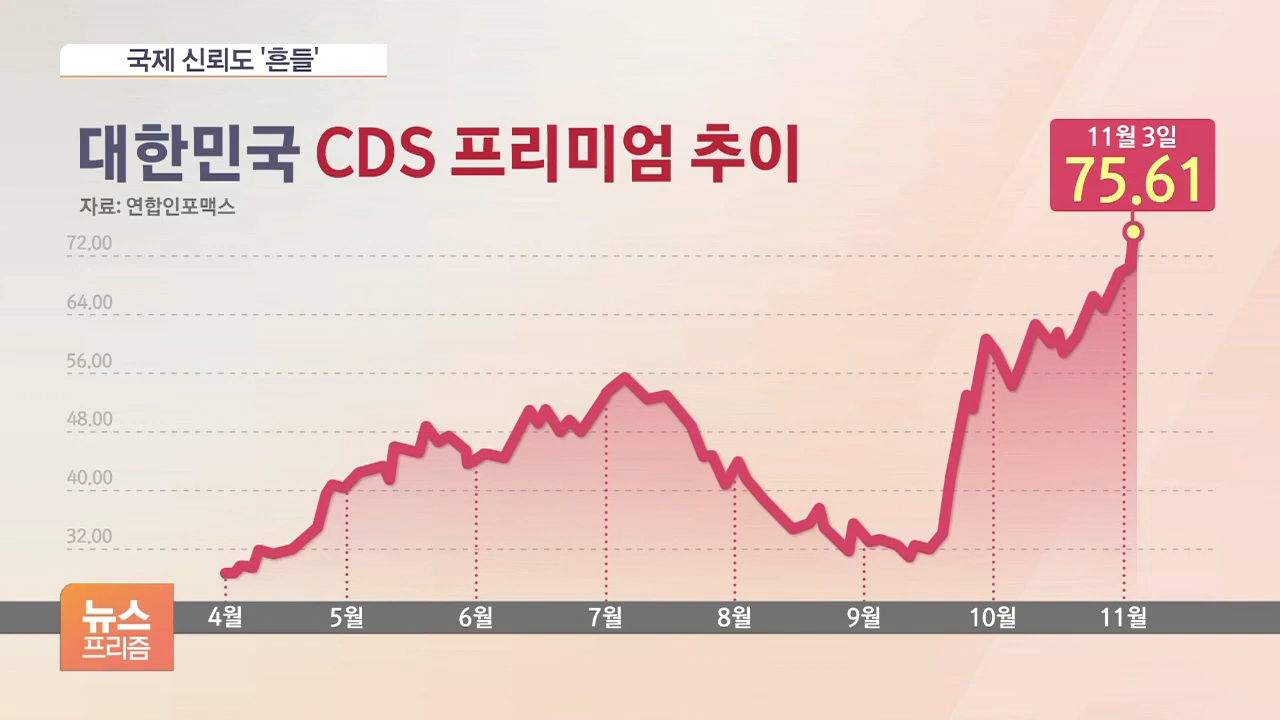 국제 신뢰도 '흔들'
대한민국 CDS 프리미엄 추이
자료: 연합인포맥스
11월 3일
75.61
72.00
64.00
56.00
48.00
40.00
32.00
4월 5월 6월 7월 8월 9월 10월 11월
뉴스
프리즘